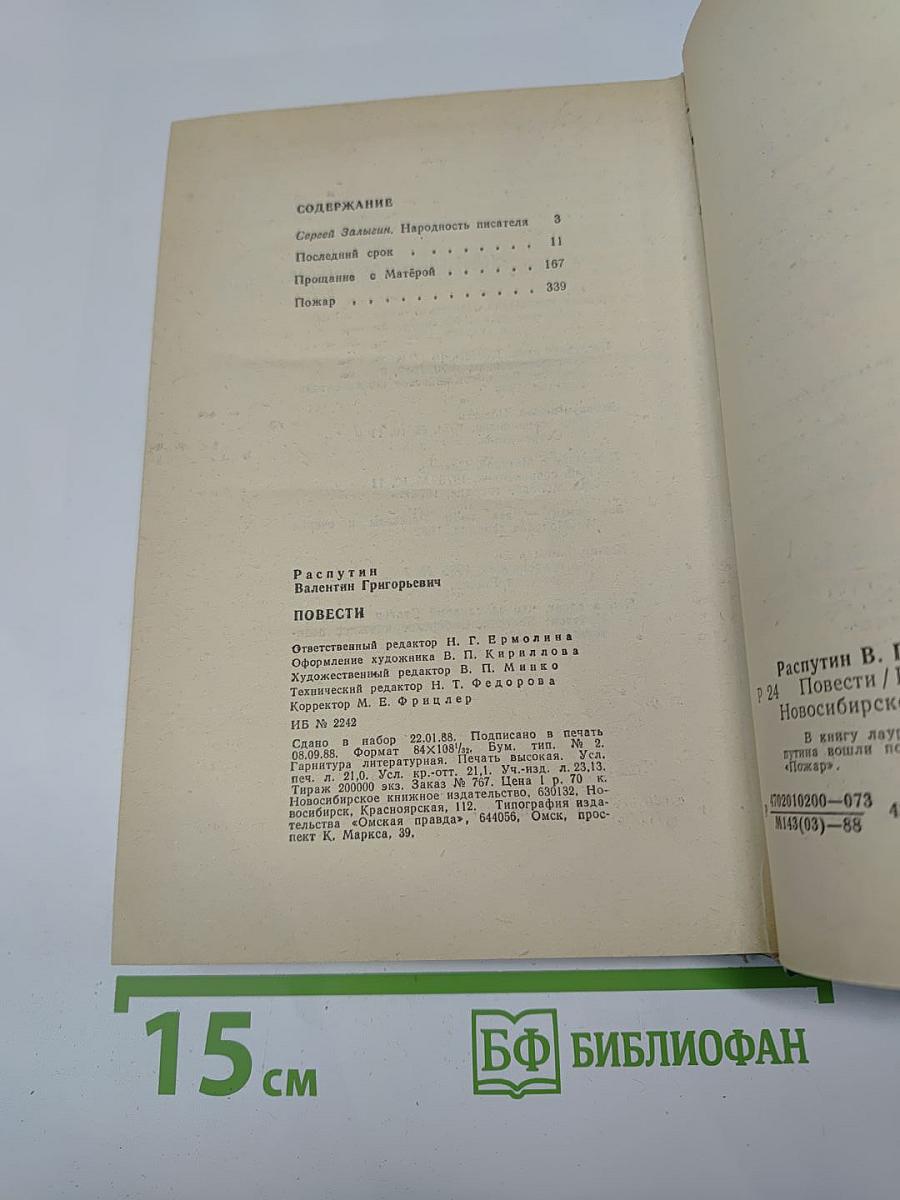 СОДЕРЖАНИЕ
Сергей Залыгин. Народность писателя 3
Последний срок . . . . . . . . 11
Прощание с Матёрой . . . . . . 167
Пожар . . . . . . . . . . . . 339
Распутин
Валентин Григорьевич
ПОВЕСТИ
Ответственный редактор Н. Г. Ермолина
Оформление художника В. П. Кириллова
Художественный редактор В. П. Минко
Технический редактор Н. Т. Федорова
Корректор М. Е. Фрицлер
ИБ № 2242
Сдано в набор 22.01.88. Подписано в печать
08.09.88. Формат 84×108¹/₃₂. Бум. тип. № 2.
Гарнитура литературная. Печать высокая. Усл.
печ. л. 21,0. Усл. кр.-отт. 21,1. Уч.-изд. л. 23,13.
Тираж 200000 экз. Заказ № 767. Цена 1 р. 70 к.
Новосибирское книжное издательство, 630132, Но-
восибирск, Красноярская, 112. Типография изда-
тельства «Омская правда», 644056, Омск, прос-
пект К. Маркса, 39.
Распутин В. Г
Р 24 Повести /
Новосибирско
В книгу лау
путина вошли по
«Пожар».
Р 4702010200—073
М143(03)—88 4
15 см
БФ БИБЛИОФАН